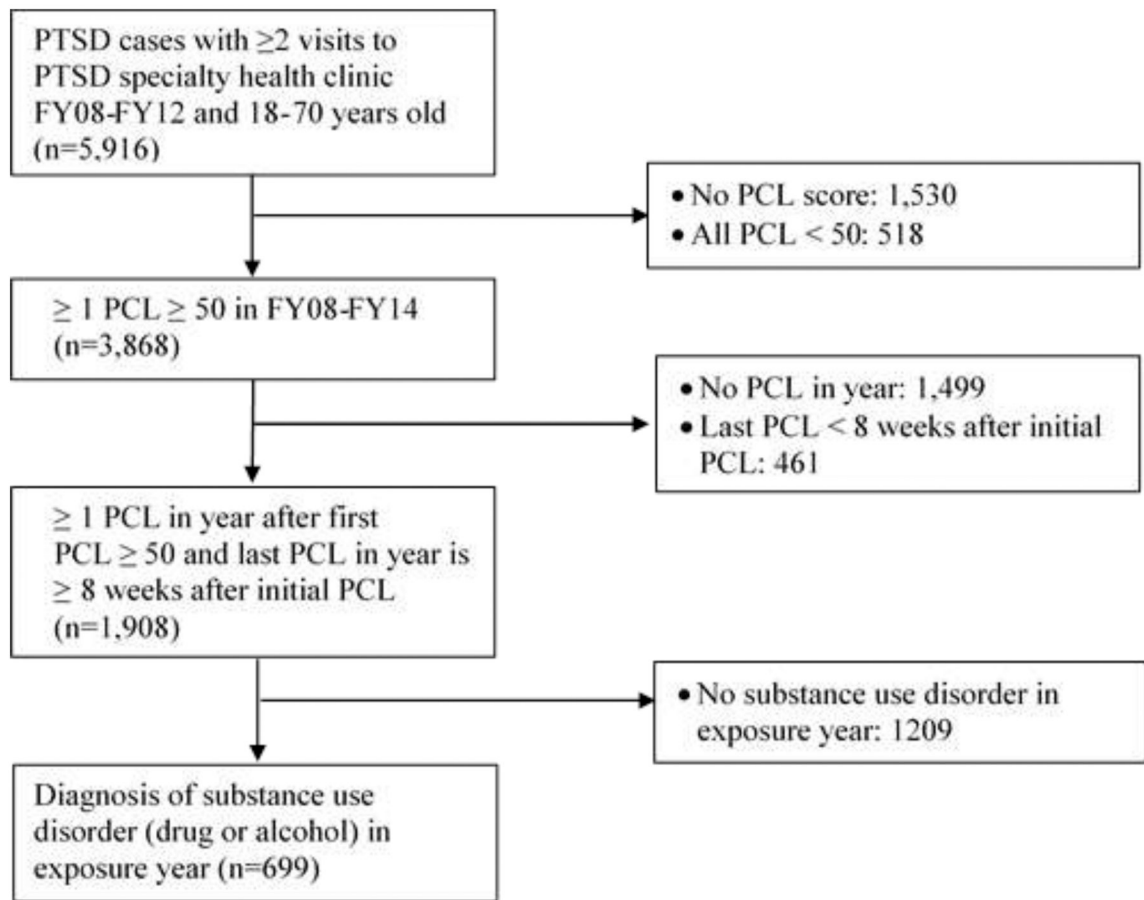 PTSD cases with ≥2 visits to
PTSD specialty health clinic
FY08-FY12 and 18-70 years old
(n=5,916)
• No PCL score: 1,530
• All PCL < 50: 518
≥ 1 PCL ≥ 50 in FY08-FY14
(n=3,868)
• No PCL in year: 1,499
• Last PCL < 8 weeks after initial
PCL: 461
≥ 1 PCL in year after first
PCL ≥ 50 and last PCL in year is
≥ 8 weeks after initial PCL
(n=1,908)
• No substance use disorder in
exposure year: 1209
Diagnosis of substance use
disorder (drug or alcohol) in
exposure year (n=699)